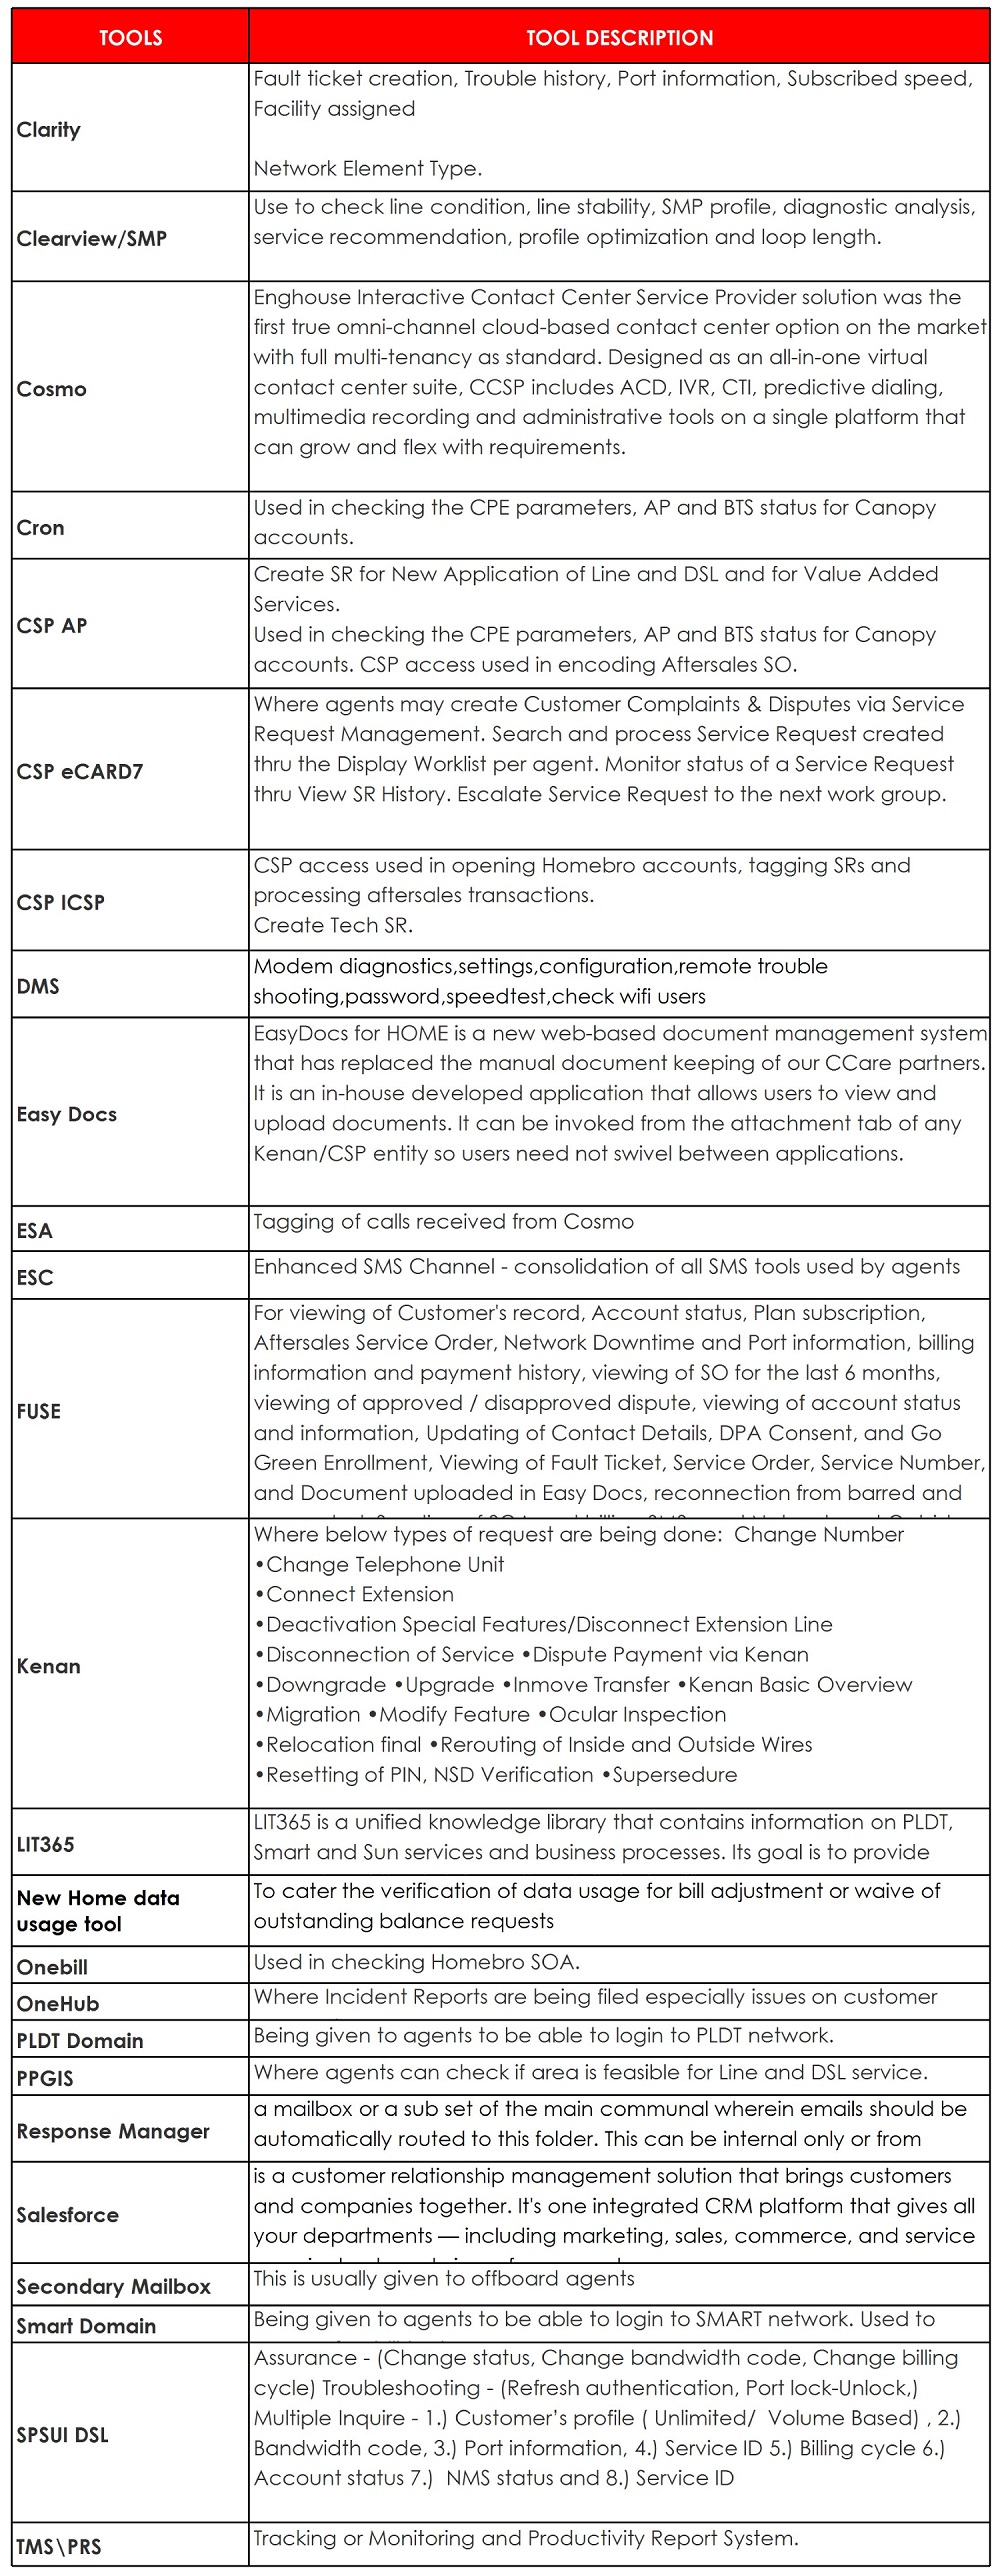 TOOLS TOOL DESCRIPTION
Clarity
Fault ticket creation, Trouble history, Port information, Subscribed speed,
Facility assigned
Network Element Type.
Clearview/SMP
Use to check line condition, line stability, SMP profile, diagnostic analysis,
service recommendation, profile optimization and loop length.
Cosmo
Enghouse Interactive Contact Center Service Provider solution was the
first true omni-channel cloud-based contact center option on the market
with full multi-tenancy as standard. Designed as an all-in-one virtual
contact center suite, CCSP includes ACD, IVR, CTI, predictive dialing,
multimedia recording and administrative tools on a single platform that
can grow and flex with requirements.
Cron
Used in checking the CPE parameters, AP and BTS status for Canopy
accounts.
CSP AP
Create SR for New Application of Line and DSL and for Value Added
Services.
Used in checking the CPE parameters, AP and BTS status for Canopy
accounts. CSP access used in encoding Aftersales SO.
CSP eCARD7
Where agents may create Customer Complaints & Disputes via Service
Request Management. Search and process Service Request created
thru the Display Worklist per agent. Monitor status of a Service Request
thru View SR History. Escalate Service Request to the next work group.
CSP ICSP
CSP access used in opening Homebro accounts, tagging SRs and
processing aftersales transactions.
Create Tech SR.
DMS
Modem diagnostics,settings,configuration,remote trouble
shooting,password,speedtest,check wifi users
Easy Docs
EasyDocs for HOME is a new web-based document management system
that has replaced the manual document keeping of our CCare partners.
It is an in-house developed application that allows users to view and
upload documents. It can be invoked from the attachment tab of any
Kenan/CSP entity so users need not swivel between applications.
ESA
Tagging of calls received from Cosmo
ESC
Enhanced SMS Channel - consolidation of all SMS tools used by agents
FUSE
For viewing of Customer's record, Account status, Plan subscription,
Aftersales Service Order, Network Downtime and Port information, billing
information and payment history, viewing of SO for the last 6 months,
viewing of approved / disapproved dispute, viewing of account status
and information, Updating of Contact Details, DPA Consent, and Go
Green Enrollment, Viewing of Fault Ticket, Service Order, Service Number,
and Document uploaded in Easy Docs, reconnection from barred and
Kenan
Where below types of request are being done:  Change Number
•Change Telephone Unit
•Connect Extension
•Deactivation Special Features/Disconnect Extension Line
•Disconnection of Service •Dispute Payment via Kenan
•Downgrade •Upgrade •Inmove Transfer •Kenan Basic Overview
•Migration •Modify Feature •Ocular Inspection
•Relocation final •Rerouting of Inside and Outside Wires
•Resetting of PIN, NSD Verification •Supersedure
LIT365
LIT365 is a unified knowledge library that contains information on PLDT,
Smart and Sun services and business processes. Its goal is to provide
New Home data
usage tool
To cater the verification of data usage for bill adjustment or waive of
outstanding balance requests
Onebill
Used in checking Homebro SOA.
OneHub
Where Incident Reports are being filed especially issues on customer
PLDT Domain
Being given to agents to be able to login to PLDT network.
PPGIS
Where agents can check if area is feasible for Line and DSL service.
Response Manager
a mailbox or a sub set of the main communal wherein emails should be
automatically routed to this folder. This can be internal only or from
Salesforce
is a customer relationship management solution that brings customers
and companies together. It's one integrated CRM platform that gives all
your departments — including marketing, sales, commerce, and service
Secondary Mailbox
This is usually given to offboard agents
Smart Domain
Being given to agents to be able to login to SMART network. Used to
SPSUI DSL
Assurance - (Change status, Change bandwidth code, Change billing
cycle) Troubleshooting - (Refresh authentication, Port lock-Unlock,)
Multiple Inquire - 1.) Customer’s profile ( Unlimited/  Volume Based) , 2.)
Bandwidth code, 3.) Port information, 4.) Service ID 5.) Billing cycle 6.)
Account status 7.)  NMS status and 8.) Service ID
TMS\PRS
Tracking or Monitoring and Productivity Report System.